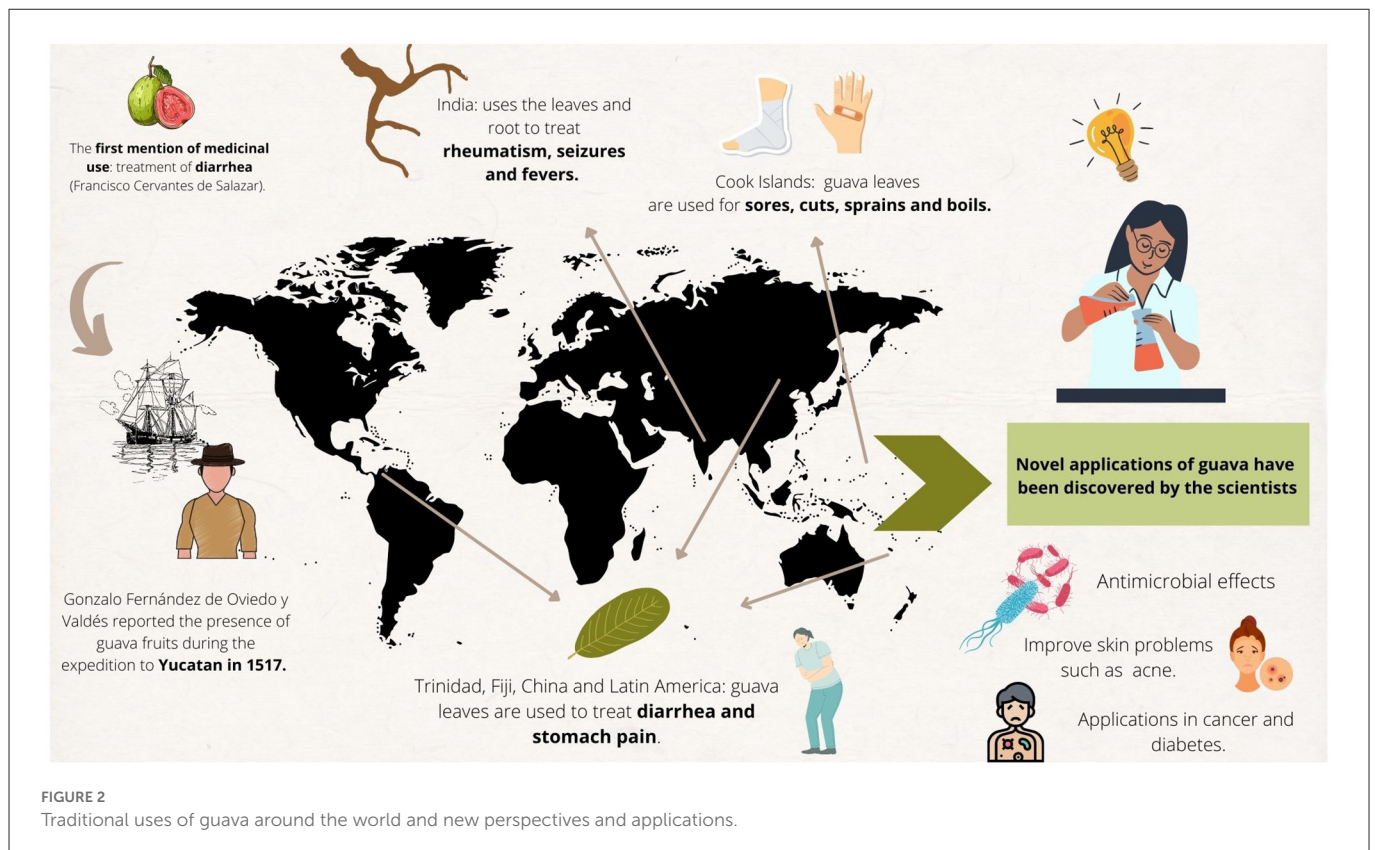 The first mention of medicinal
use: treatment of diarrhea
(Francisco Cervantes de Salazar).
India: uses the leaves and
root to treat
rheumatism, seizures
and fevers.
Cook Islands: guava leaves
are used for sores, cuts, sprains and boils.
Novel applications of guava have
been discovered by the scientists
Antimicrobial effects
Improve skin problems
such as acne.
Applications in cancer and
diabetes.
Gonzalo Fernández de Oviedo y
Valdés reported the presence of
guava fruits during the
expedition to Yucatan in 1517.
Trinidad, Fiji, China and Latin America: guava
leaves are used to treat diarrhea and
stomach pain.
FIGURE 2
Traditional uses of guava around the world and new perspectives and applications.